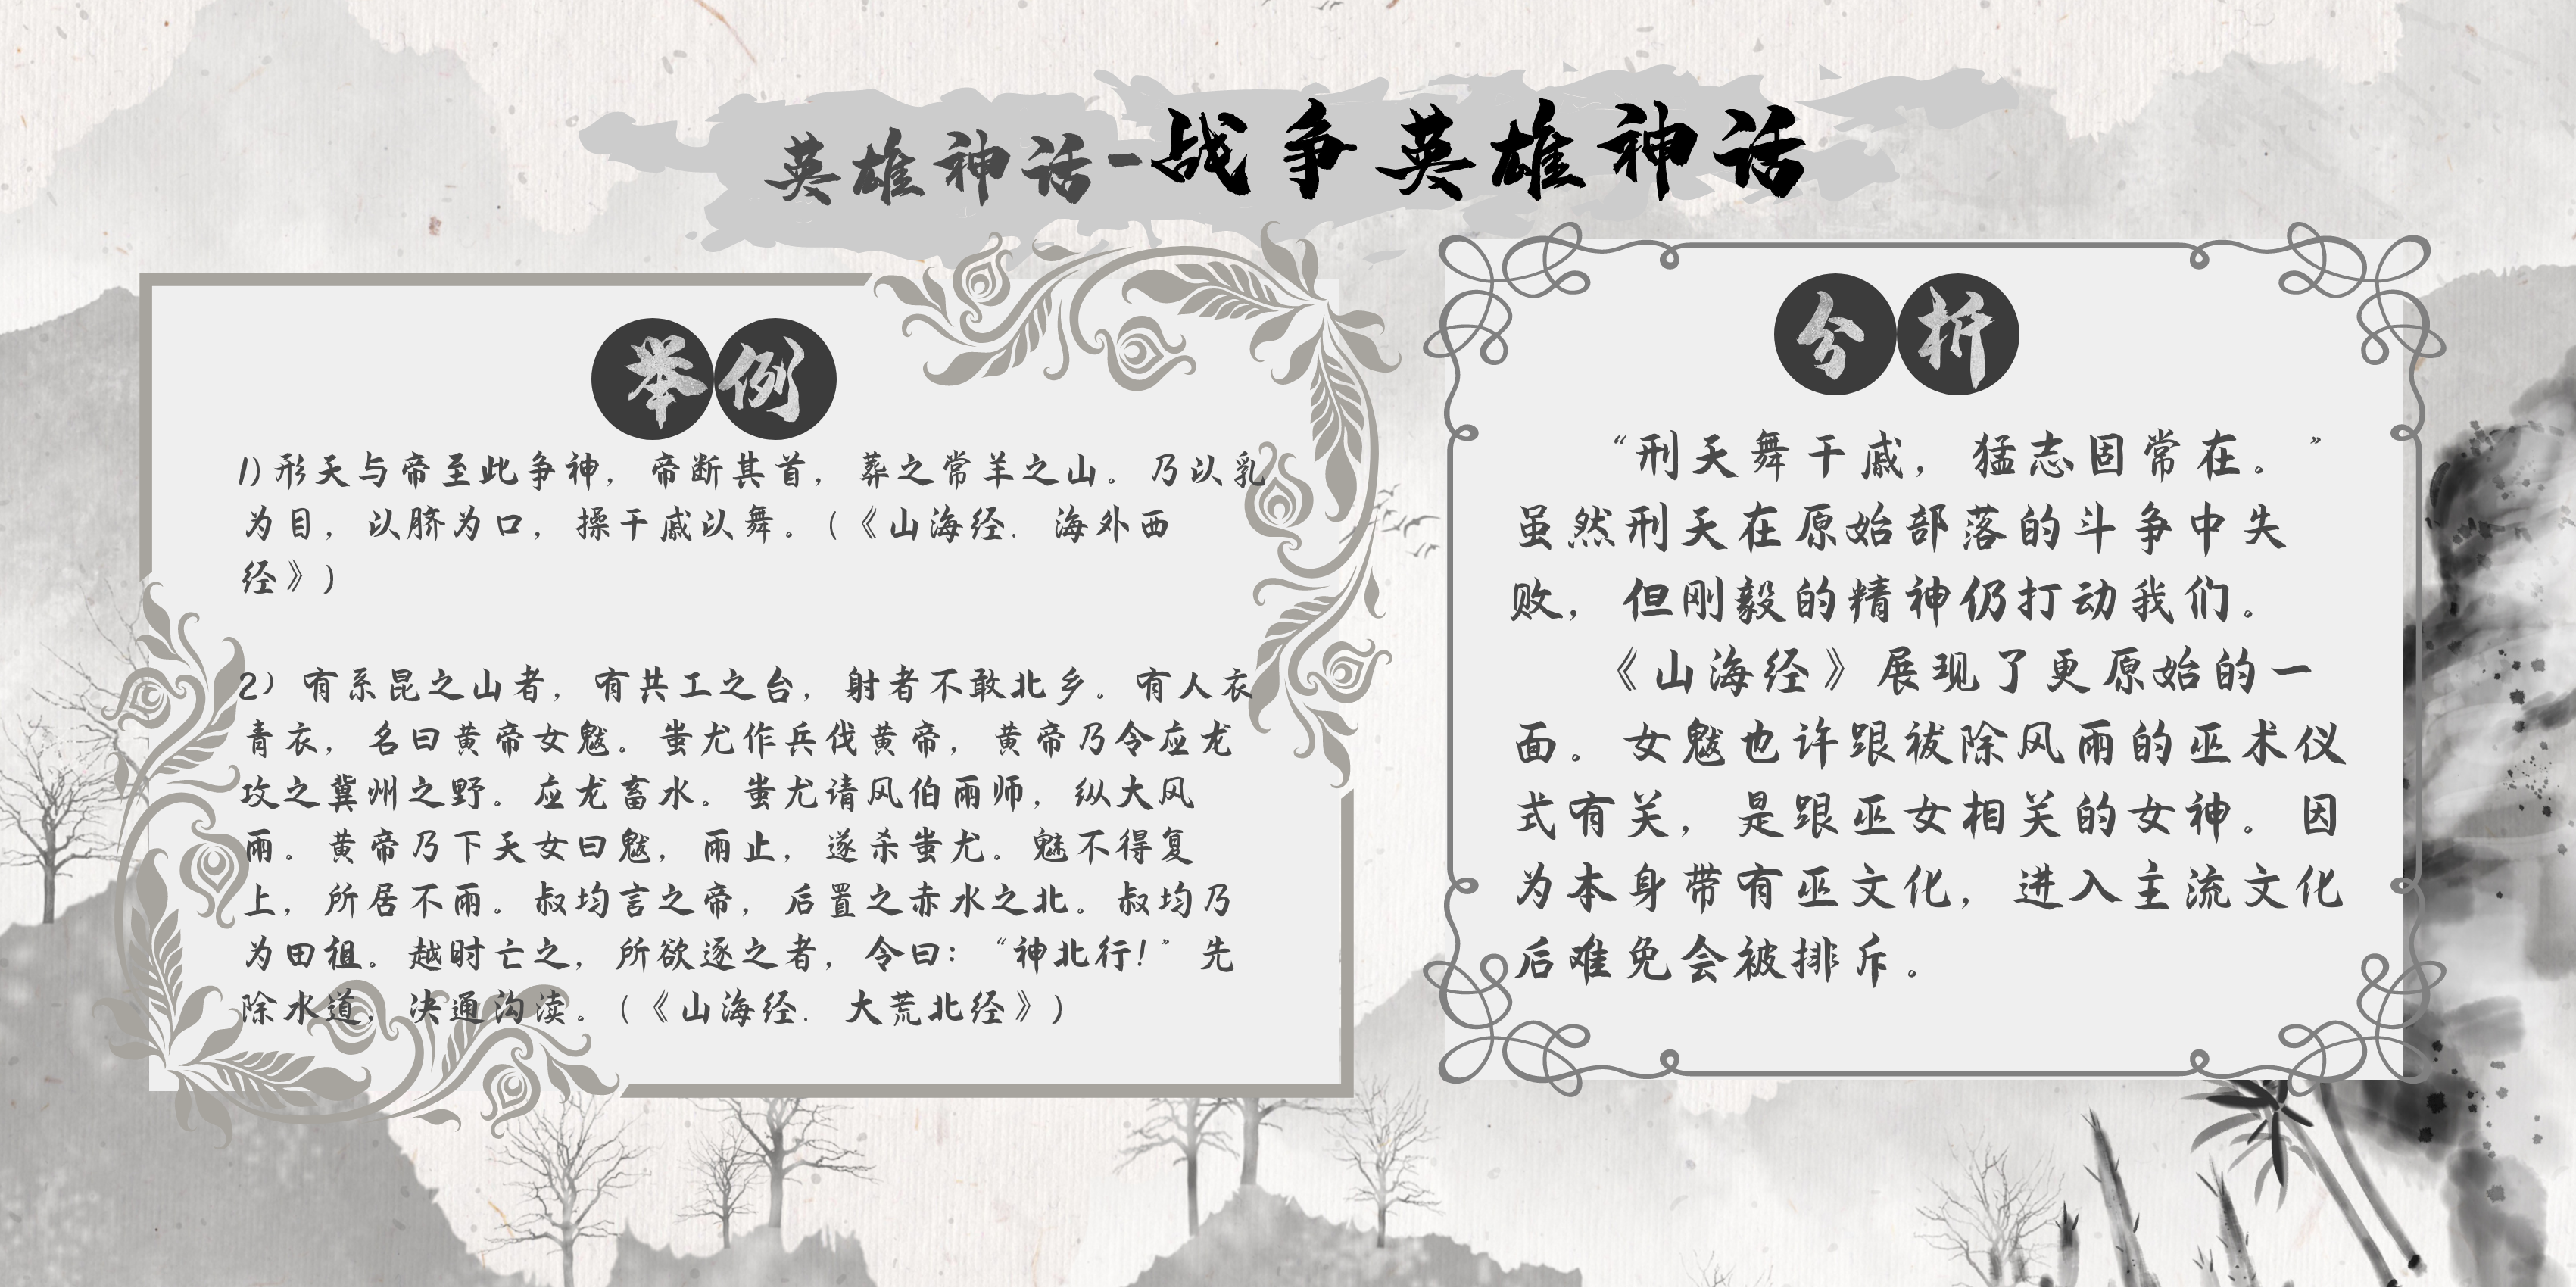 英雄神话-战争英雄神话
举例
1)形天与帝至此争神，帝断其首，葬之常羊之山。乃以乳
为目，以脐为口，操干戚以舞。(《山海经.海外西
经》)
2）有系昆之山者，有共工之台，射者不敢北乡。有人衣
青衣，名曰黄帝女魃。蚩尤作兵伐黄帝，黄帝乃令应龙
攻之冀州之野。应龙畜水。蚩尤请风伯雨师，纵大风
雨。黄帝乃下天女曰魃，雨止，遂杀蚩尤。魅不得复
上，所居不雨。叔均言之帝，后置之赤水之北。叔均乃
为田祖。越时亡之，所欲逐之者，令曰：“神北行！”先
除水道，决通沟渎。(《山海经.大荒北经》)
分折
“刑天舞干戚，猛志固常在。”
虽然刑天在原始部落的斗争中失
败，但刚毅的精神仍打动我们。
《山海经》展现了更原始的一
面。女魃也许跟祓除风雨的巫术仪
式有关，是跟巫女相关的女神。因
为本身带有巫文化，进入主流文化
后难免会被排斥。